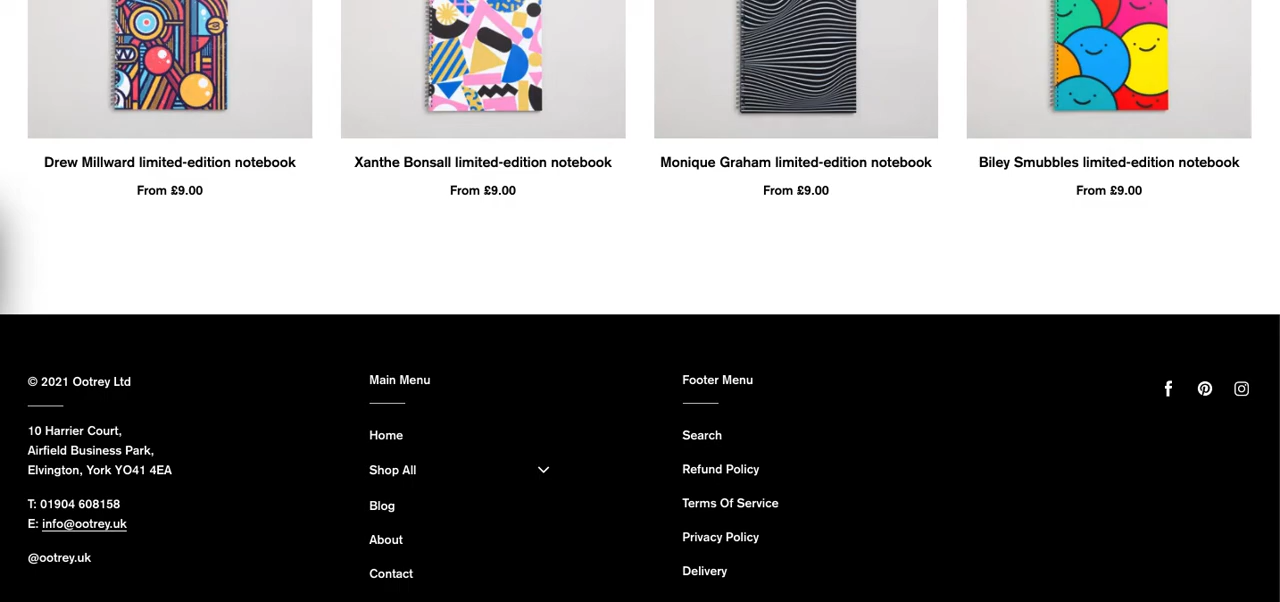 Drew Millward limited-edition notebook
From £9.00
Xanthe Bonsall limited-edition notebook
From £9.00
Monique Graham limited-edition notebook
From £9.00
Biley Smubbles limited-edition notebook
From £9.00
© 2021 Ootrey Ltd
10 Harrier Court,
Airfield Business Park,
Elvington, York YO41 4EA
T: 01904 608158
E: info@ootrey.uk
@ootrey.uk
Main Menu
Home
Shop All
Blog
About
Contact
Footer Menu
Search
Refund Policy
Terms Of Service
Privacy Policy
Delivery